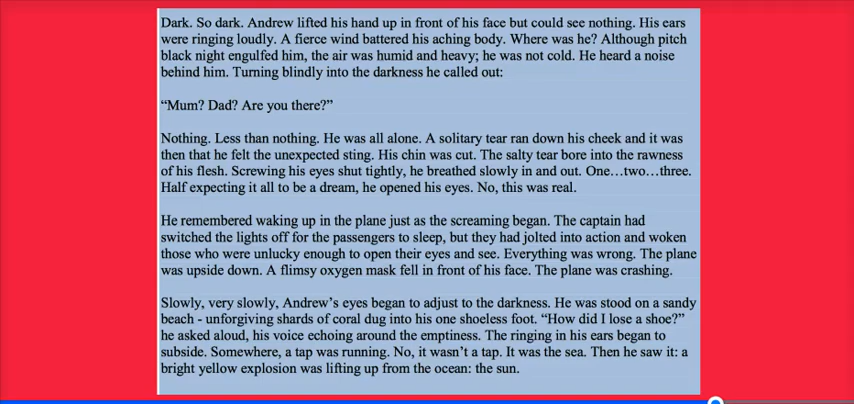 Dark. So dark. Andrew lifted his hand up in front of his face but could see nothing. His ears
were ringing loudly. A fierce wind battered his aching body. Where was he? Although pitch
black night engulfed him, the air was humid and heavy; he was not cold. He heard a noise
behind him. Turning blindly into the darkness he called out:
“Mum? Dad? Are you there?”
Nothing. Less than nothing. He was all alone. A solitary tear ran down his cheek and it was
then that he felt the unexpected sting. His chin was cut. The salty tear bore into the rawness
of his flesh. Screwing his eyes shut tightly, he breathed slowly in and out. One…two…three.
Half expecting it all to be a dream, he opened his eyes. No, this was real.
He remembered waking up in the plane just as the screaming began. The captain had
switched the lights off for the passengers to sleep, but they had jolted into action and woken
those who were unlucky enough to open their eyes and see. Everything was wrong. The plane
was upside down. A flimsy oxygen mask fell in front of his face. The plane was crashing.
Slowly, very slowly, Andrew’s eyes began to adjust to the darkness. He was stood on a sandy
beach - unforgiving shards of coral dug into his one shoeless foot. “How did I lose a shoe?”
he asked aloud, his voice echoing around the emptiness. The ringing in his ears began to
subside. Somewhere, a tap was running. No, it wasn’t a tap. It was the sea. Then he saw it: a
bright yellow explosion was lifting up from the ocean: the sun.